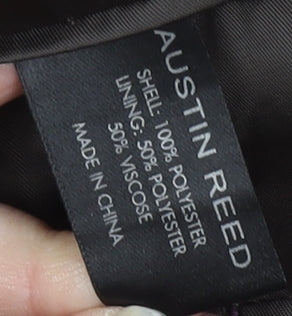 AUSTIN REED
SHELL: 100% POLYESTER
LINING: 50% POLYESTER
50% VISCOSE
MADE IN CHINA